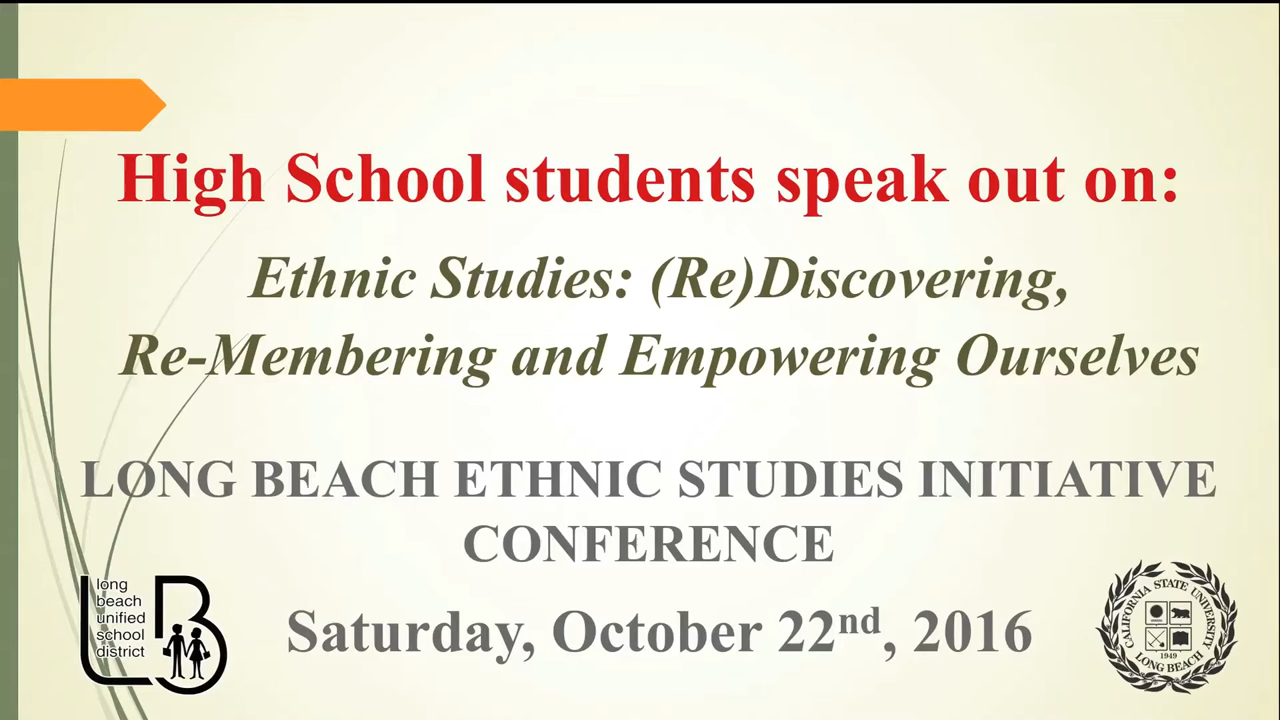 High School students speak out on:
Ethnic Studies: (Re)Discovering,
Re-Membering and Empowering Ourselves
LONG BEACH ETHNIC STUDIES INITIATIVE
CONFERENCE
Saturday, October 22nd, 2016
LB
long
beach
unified
school
district
CALIFORNIA STATE UNIVERSITY
1949
LONG BEACH